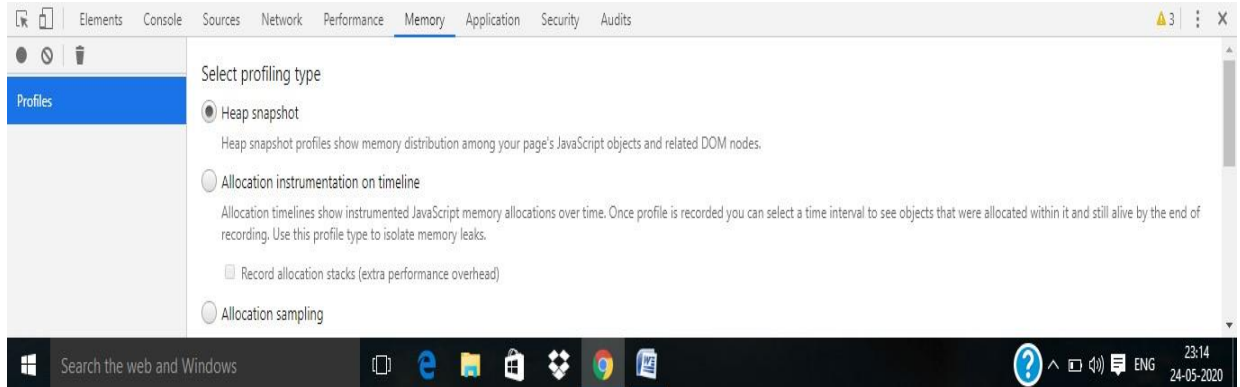 Elements Console Sources Network Performance Memory Application Security Audits 3
Profiles
Select profiling type
Heap snapshot
Heap snapshot profiles show memory distribution among your page's JavaScript objects and related DOM nodes.
Allocation instrumentation on timeline
Allocation timelines show instrumented JavaScript memory allocations over time. Once profile is recorded you can select a time interval to see objects that were allocated within it and still alive by the end of
recording. Use this profile type to isolate memory leaks.
Record allocation stacks (extra performance overhead)
Allocation sampling
Search the web and Windows
ENG
23:14
24-05-2020